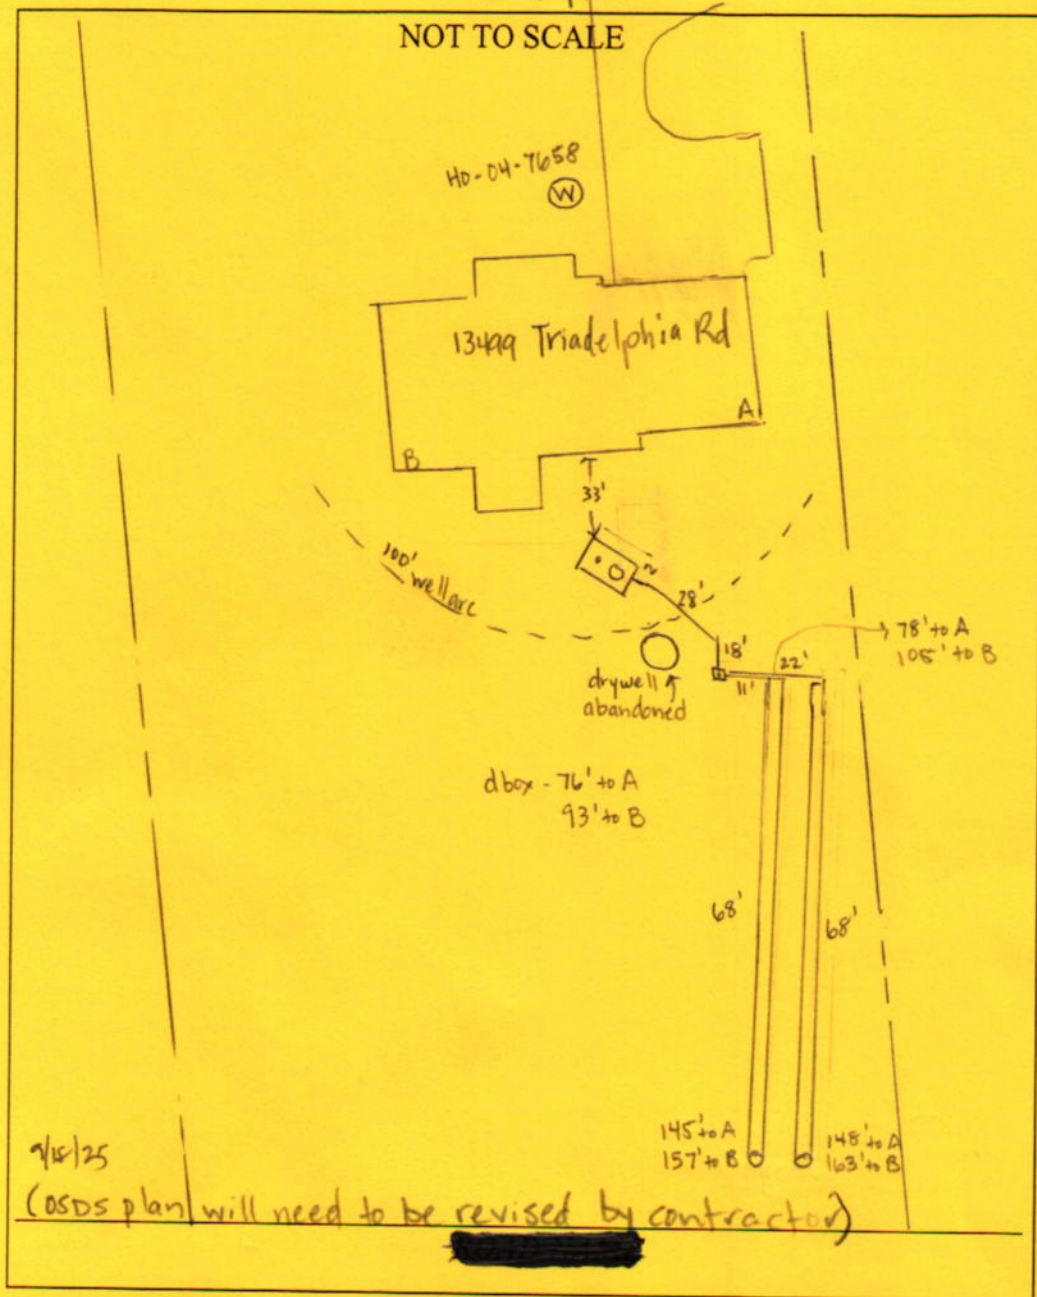 NOT TO SCALE
HO-04-7658
W
13499 Triadelphia Rd
A
B
33'
100' well arc
2
28'
78' to A
105' to B
18'
22'
11'
drywell
abandoned
dbox - 76' to A
93' to B
68'
68'
145' to A
157' to B
148' to A
163' to B
9/15/25
(OSDS plan will need to be revised by contractor)